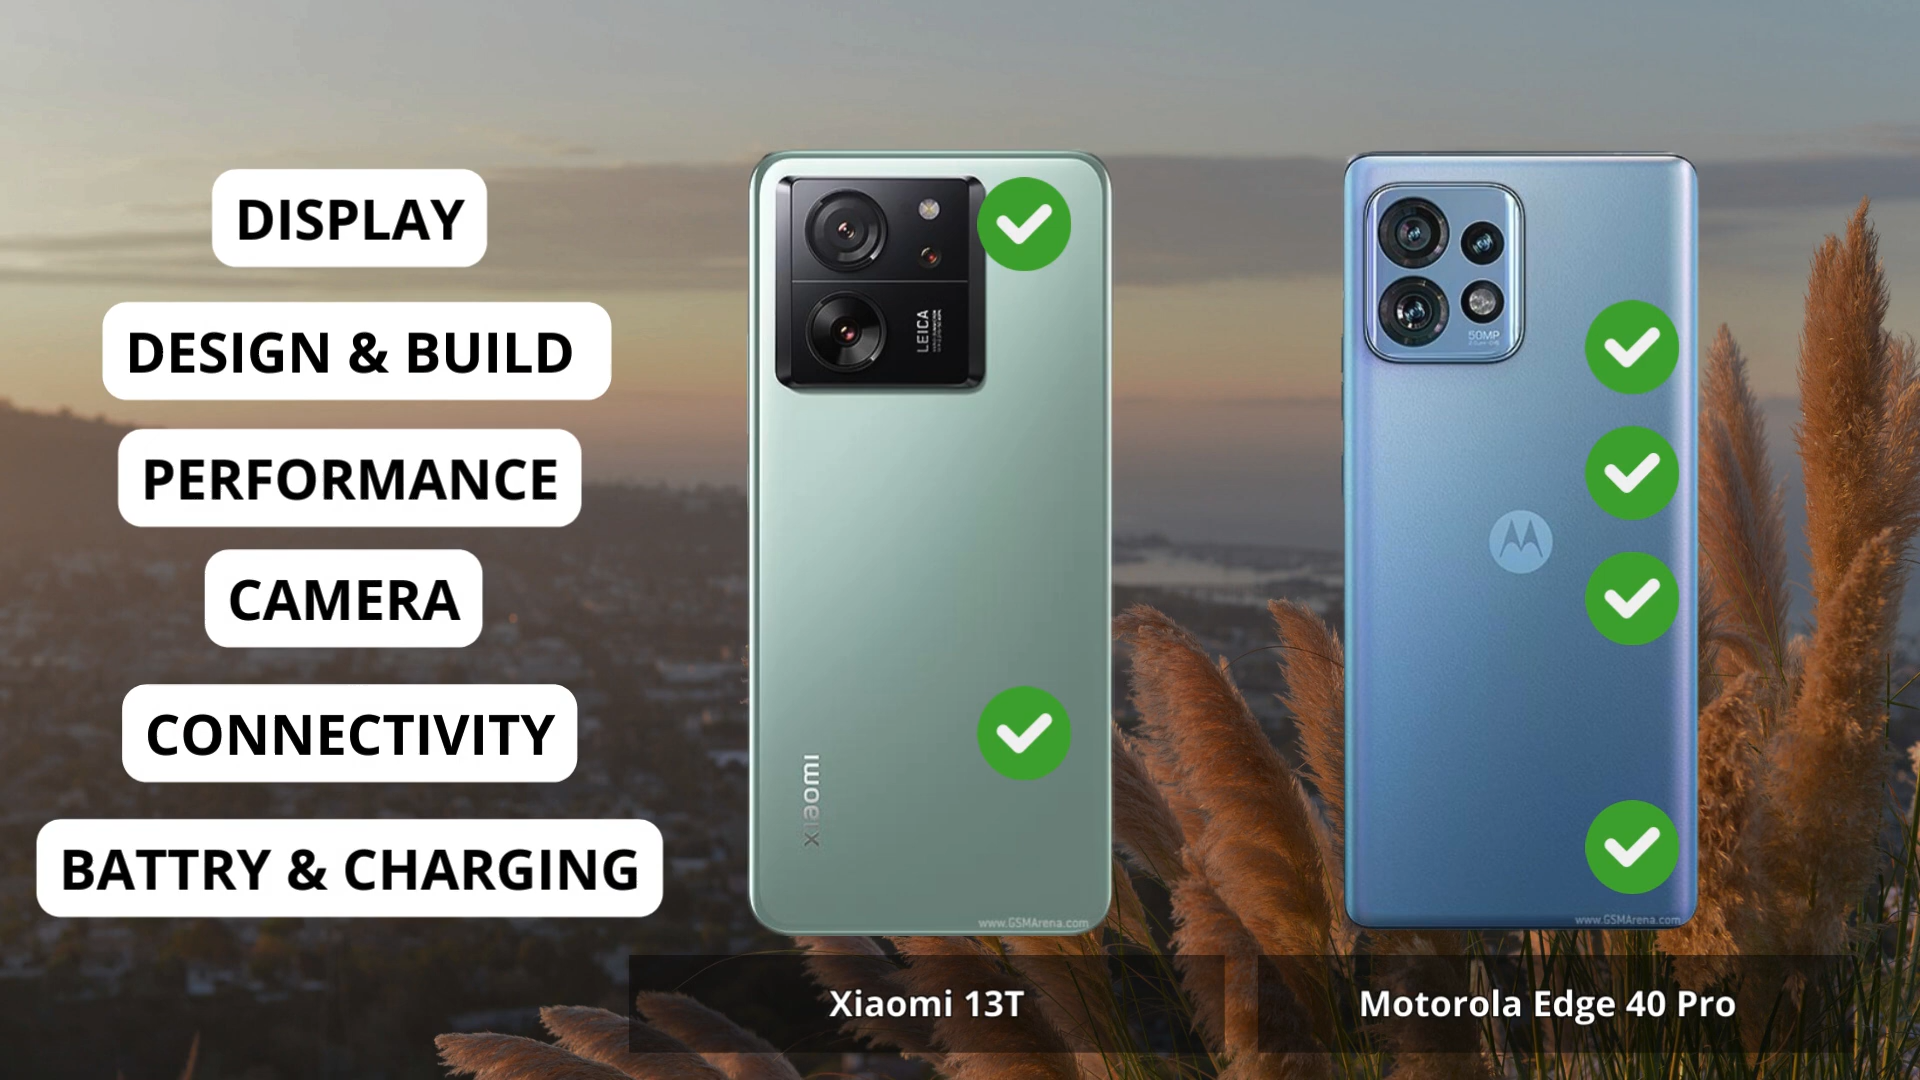 DISPLAY
DESIGN & BUILD
PERFORMANCE
CAMERA
CONNECTIVITY
BATTRY & CHARGING
LEICA
xiaomi
www.GSMArena.com
Xiaomi 13T
50MP
www.GSMArena.com
Motorola Edge 40 Pro